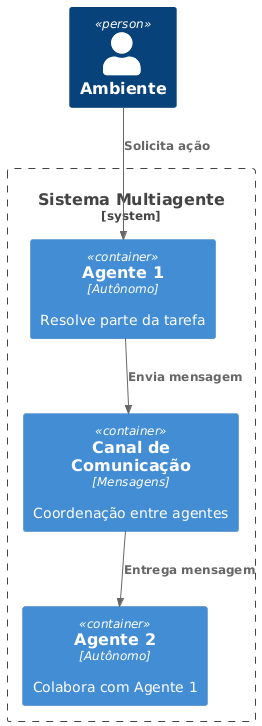 «person»
Ambiente
Solicita ação
Sistema Multiagente
[system]
«container»
Agente 1
[Autônomo]
Resolve parte da tarefa
Envia mensagem
«container»
Canal de
Comunicação
[Mensagens]
Coordenação entre agentes
Entrega mensagem
«container»
Agente 2
[Autônomo]
Colabora com Agente 1